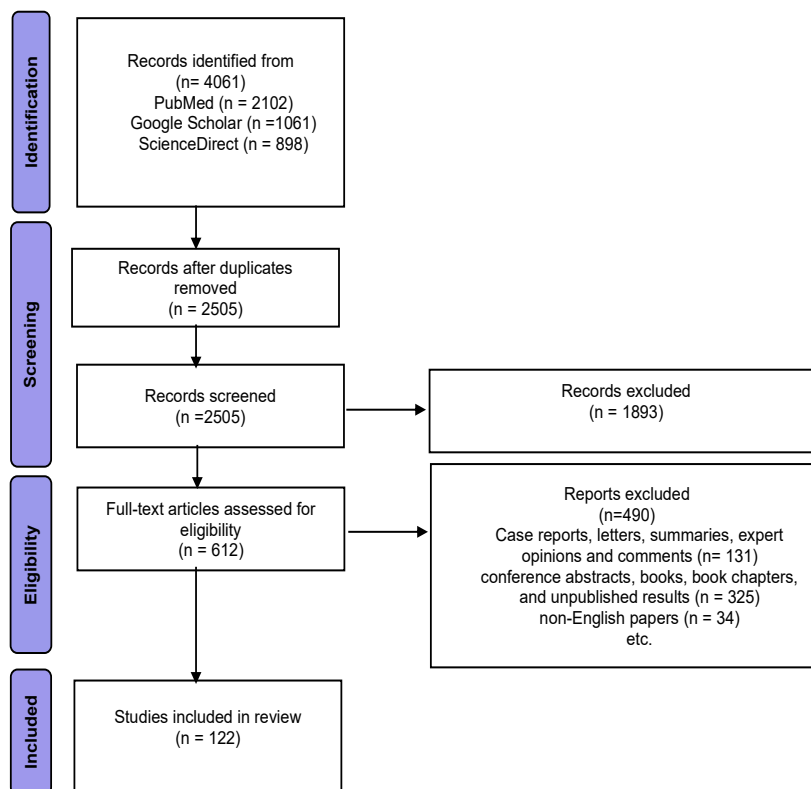 Identification
Records identified from
(n= 4061)
PubMed (n = 2102)
Google Scholar (n =1061)
ScienceDirect (n = 898)
Screening
Records after duplicates
removed
(n = 2505)
Records screened
(n =2505)
Records excluded
(n = 1893)
Eligibility
Full-text articles assessed for
eligibility
(n = 612)
Reports excluded
(n=490)
Case reports, letters, summaries, expert
opinions and comments (n= 131)
conference abstracts, books, book chapters,
and unpublished results (n = 325)
non-English papers (n = 34)
etc.
Included
Studies included in review
(n = 122)